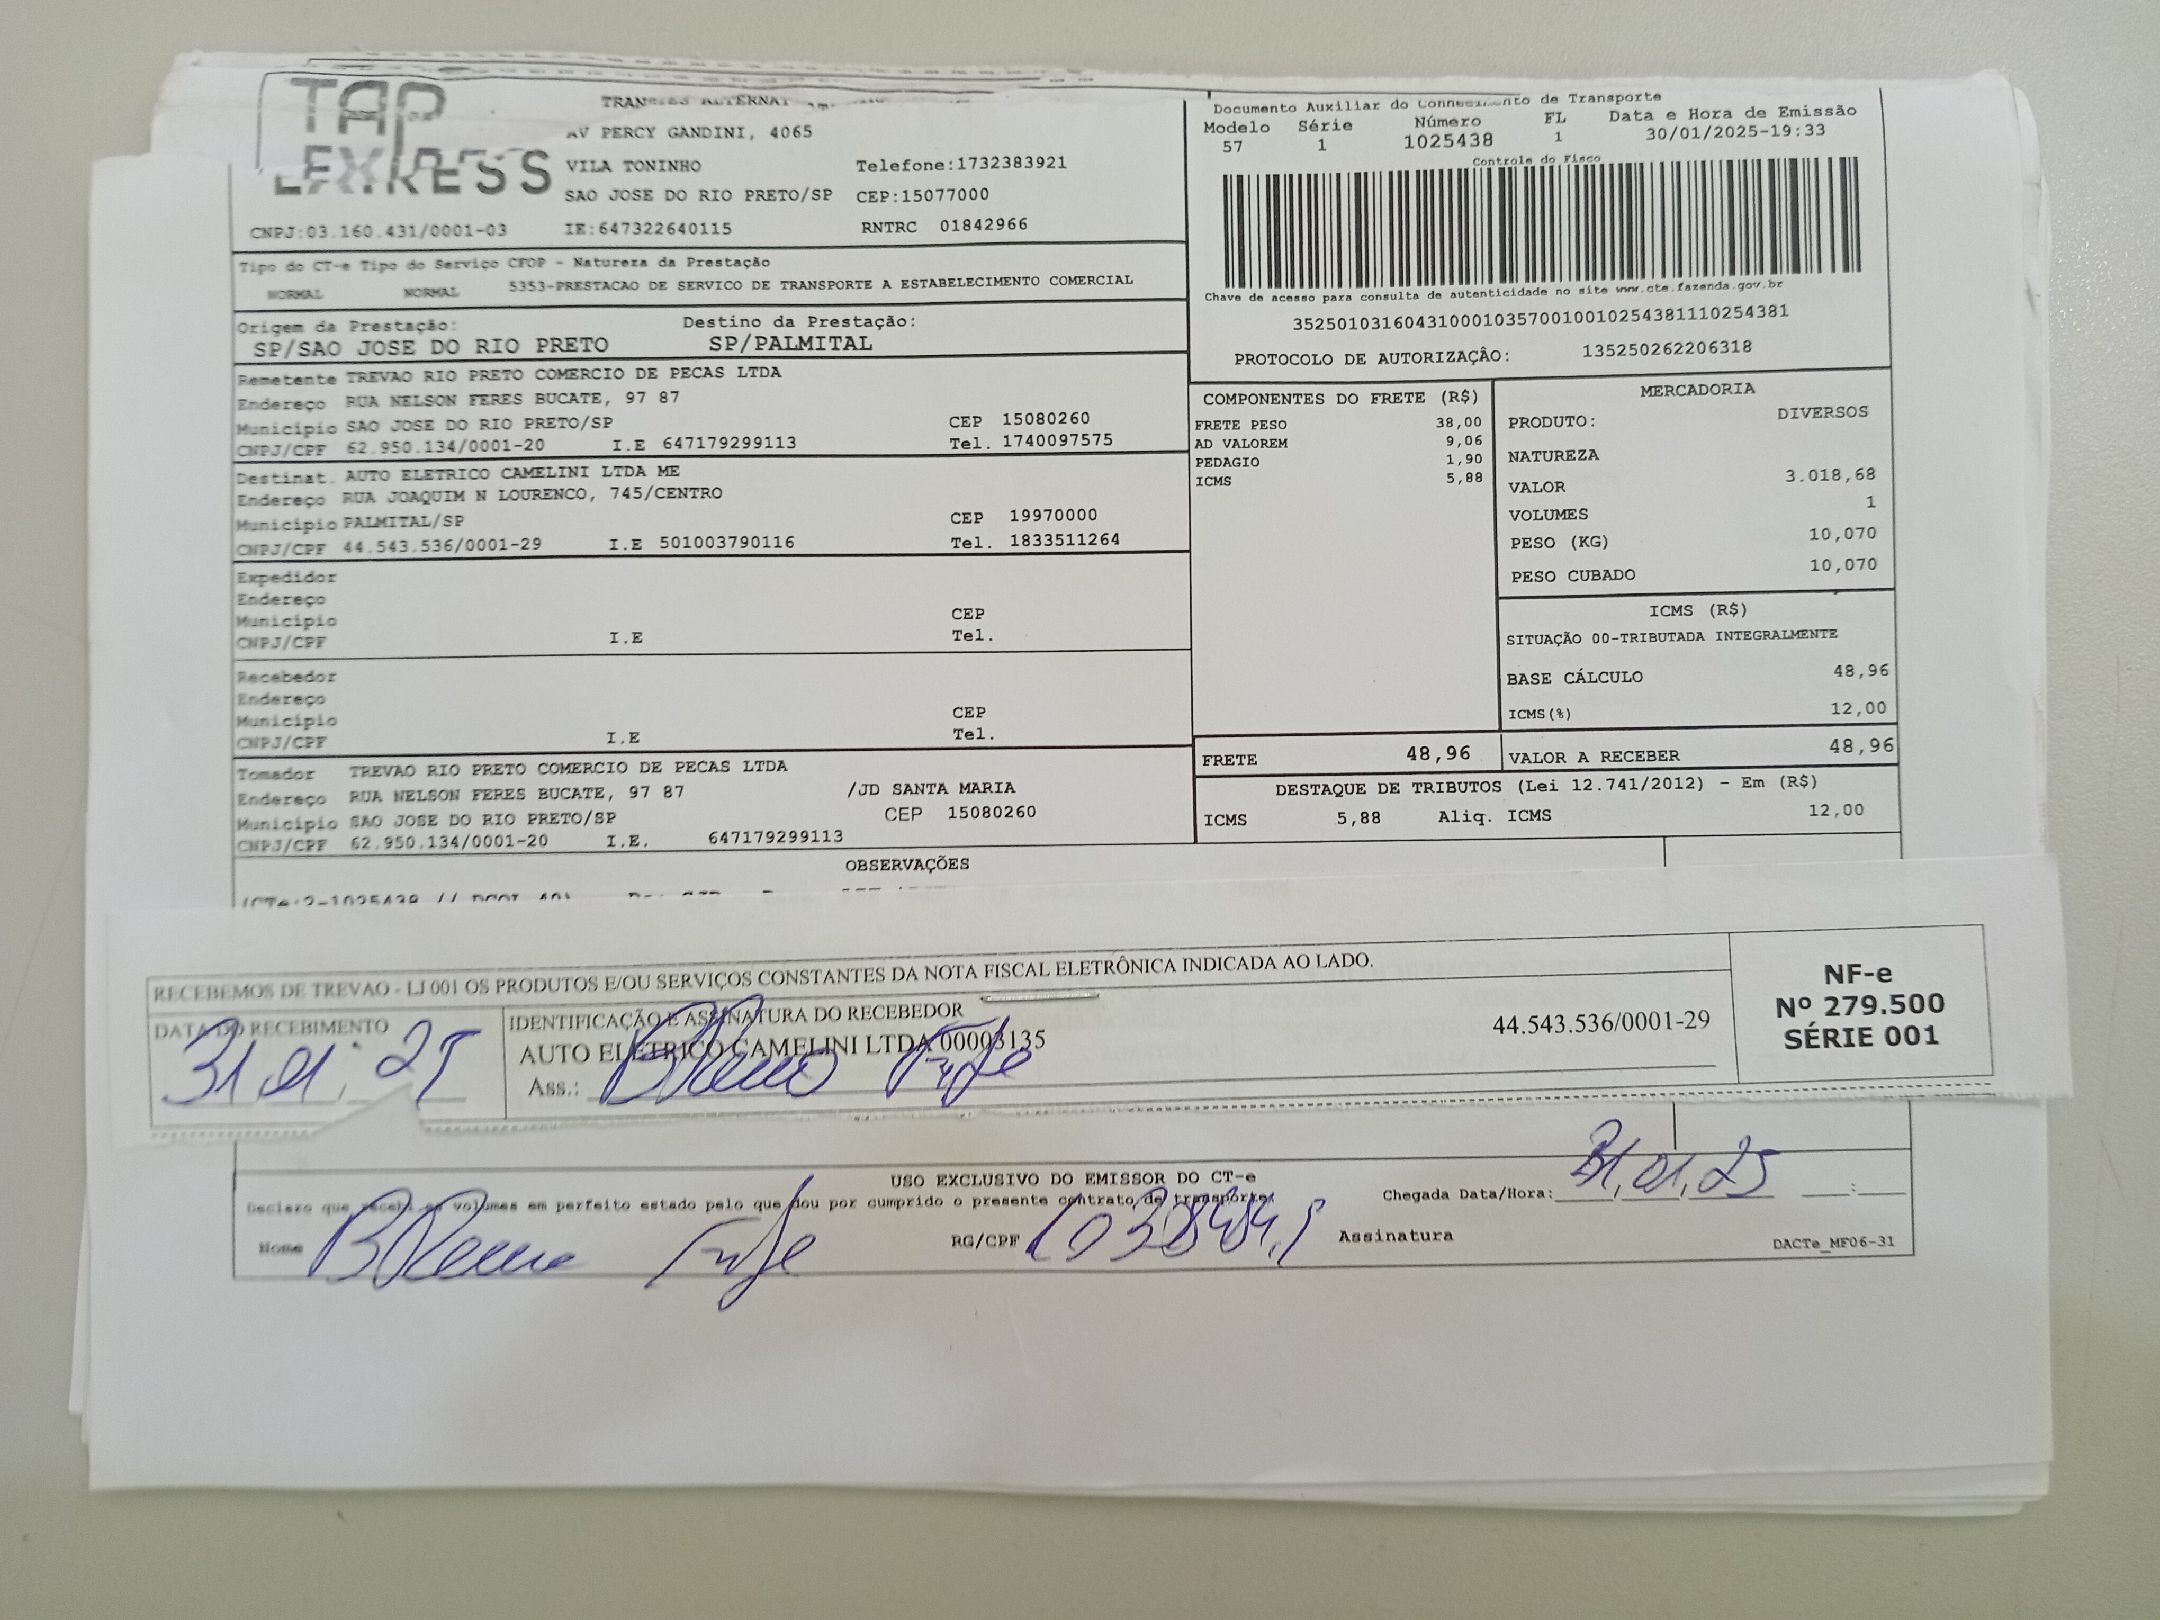 TAP
EXPRESS
AV PERCY GANDINI, 4065
VILA TONINHO Telefone:1732383921
SAO JOSE DO RIO PRETO/SP CEP:15077000
CNPJ:03.160.431/0001-03 IE:647322640115 RNTRC 01842966
Documento Auxiliar do Conhecimento de Transporte
Modelo Série Número FL Data e Hora de Emissão
57 1 1025438 1 30/01/2025-19:33
Controle do Fisco
Chave de acesso para consulta de autenticidade no site www.cte.fazenda.gov.br
35250103160431000103570010010254381110254381
PROTOCOLO DE AUTORIZAÇÃO: 135250262206318
Tipo do CT-e Tipo do Serviço CFOP - Natureza da Prestação
NORMAL NORMAL 5353-PRESTACAO DE SERVICO DE TRANSPORTE A ESTABELECIMENTO COMERCIAL
Origem da Prestação: Destino da Prestação:
SP/SAO JOSE DO RIO PRETO SP/PALMITAL
Remetente TREVAO RIO PRETO COMERCIO DE PECAS LTDA
Endereço RUA NELSON FERES BUCATE, 97 87
Município SAO JOSE DO RIO PRETO/SP CEP 15080260
CNPJ/CPF 62.950.134/0001-20 I.E 647179299113 Tel. 1740097575
Destinat. AUTO ELETRICO CAMELINI LTDA ME
Endereço RUA JOAQUIM N LOURENCO, 745/CENTRO
Município PALMITAL/SP CEP 19970000
CNPJ/CPF 44.543.536/0001-29 I.E 501003790116 Tel. 1833511264
Expedidor
Endereço
Município CEP
CNPJ/CPF I.E Tel.
Recebedor
Endereço
Município CEP
CNPJ/CPF I.E Tel.
Tomador TREVAO RIO PRETO COMERCIO DE PECAS LTDA
Endereço RUA NELSON FERES BUCATE, 97 87 /JD SANTA MARIA
Município SAO JOSE DO RIO PRETO/SP CEP 15080260
CNPJ/CPF 62.950.134/0001-20 I.E. 647179299113
COMPONENTES DO FRETE (R$)
FRETE PESO 38,00
AD VALOREM 9,06
PEDAGIO 1,90
ICMS 5,88
MERCADORIA
PRODUTO: DIVERSOS
NATUREZA
VALOR 3.018,68
VOLUMES 1
PESO (KG) 10,070
PESO CUBADO 10,070
ICMS (R$)
SITUAÇÃO 00-TRIBUTADA INTEGRALMENTE
BASE CÁLCULO 48,96
ICMS(%) 12,00
FRETE 48,96 VALOR A RECEBER 48,96
DESTAQUE DE TRIBUTOS (Lei 12.741/2012) - Em (R$)
ICMS 5,88 Aliq. ICMS 12,00
OBSERVAÇÕES
RECEBEMOS DE TREVAO - LJ 001 OS PRODUTOS E/OU SERVIÇOS CONSTANTES DA NOTA FISCAL ELETRÔNICA INDICADA AO LADO.
DATA DO RECEBIMENTO IDENTIFICAÇÃO E ASSINATURA DO RECEBEDOR
31 01 25 AUTO ELETRICO CAMELINI LTDA 00003135 44.543.536/0001-29
Ass.:
NF-e
Nº 279.500
SÉRIE 001
USO EXCLUSIVO DO EMISSOR DO CT-e
Declaro que recebi os volumes em perfeito estado pelo que dou por cumprido o presente contrato de transporte. Chegada Data/Hora: 31 01 25 :
Nome RG/CPF Assinatura
DACTe_MF06-31